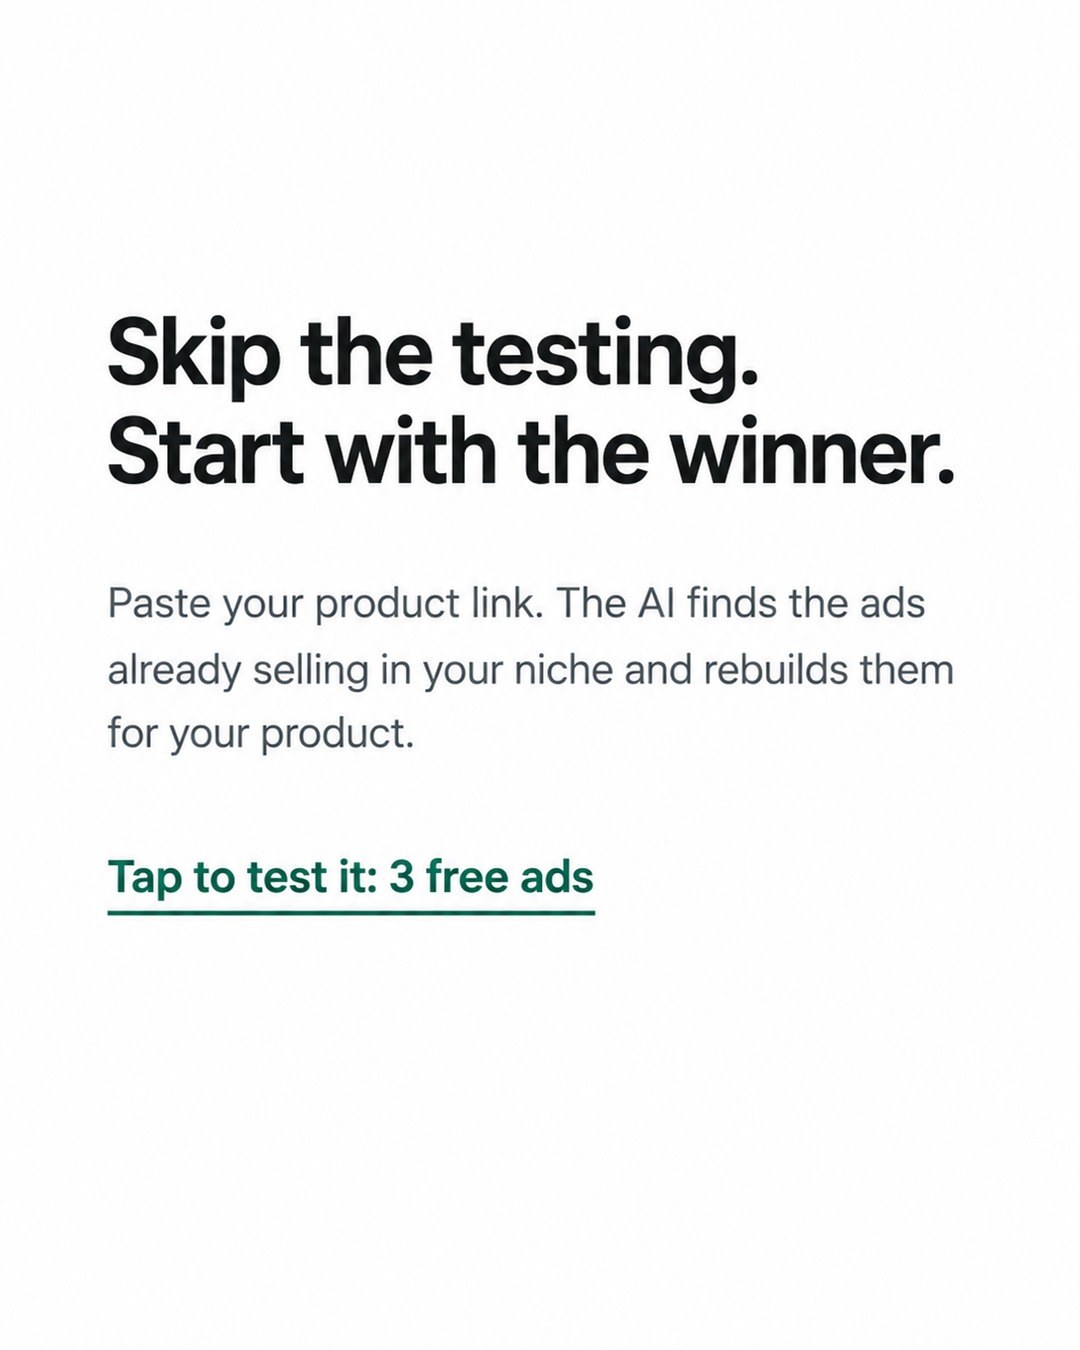 Skip the testing.
Start with the winner.
Paste your product link. The AI finds the ads
already selling in your niche and rebuilds them
for your product.
Tap to test it: 3 free ads